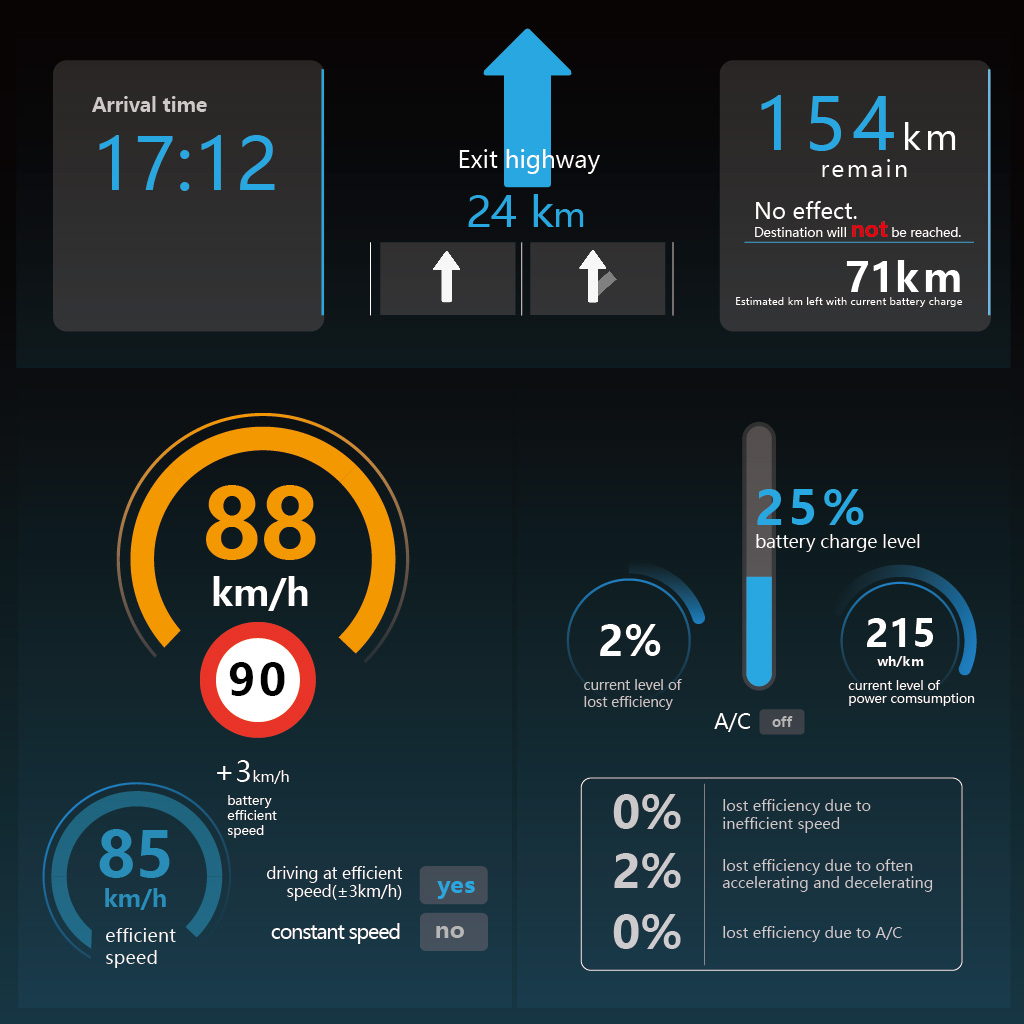 Arrival time
17:12
Exit highway
24 km
154 km
remain
No effect.
Destination will not be reached.
71km
Estimated km left with current battery charge
88
km/h
90
+3km/h
battery
efficient
speed
85
km/h
efficient
speed
driving at efficient
speed(±3km/h)
yes
constant speed
no
25%
battery charge level
2%
current level of
lost efficiency
215
wh/km
current level of
power comsumption
A/C off
0%
lost efficiency due to
inefficient speed
2%
lost efficiency due to often
accelerating and decelerating
0%
lost efficiency due to A/C